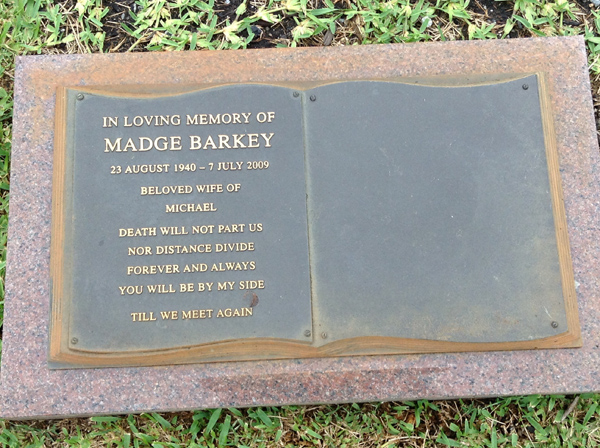 IN LOVING MEMORY OF
MADGE BARKEY
23 AUGUST 1940 – 7 JULY 2009
BELOVED WIFE OF
MICHAEL
DEATH WILL NOT PART US
NOR DISTANCE DIVIDE
FOREVER AND ALWAYS
YOU WILL BE BY MY SIDE
TILL WE MEET AGAIN